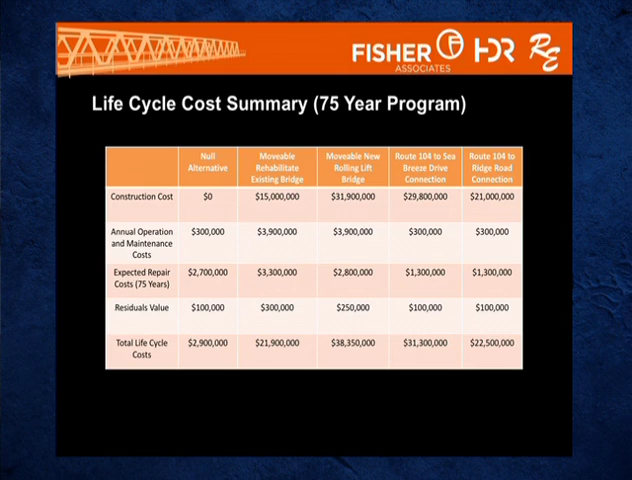 FISHER
ASSOCIATES
HDR
RE
Life Cycle Cost Summary (75 Year Program)
Null Alternative | Moveable Rehabilitate Existing Bridge | Moveable New Rolling Lift Bridge | Route 104 to Sea Breeze Drive Connection | Route 104 to Ridge Road Connection
Construction Cost | $0 | $15,000,000 | $31,900,000 | $29,800,000 | $21,000,000
Annual Operation and Maintenance Costs | $300,000 | $3,900,000 | $3,900,000 | $300,000 | $300,000
Expected Repair Costs (75 Years) | $2,700,000 | $3,300,000 | $2,800,000 | $1,300,000 | $1,300,000
Residuals Value | $100,000 | $300,000 | $250,000 | $100,000 | $100,000
Total Life Cycle Costs | $2,900,000 | $21,900,000 | $38,350,000 | $31,300,000 | $22,500,000